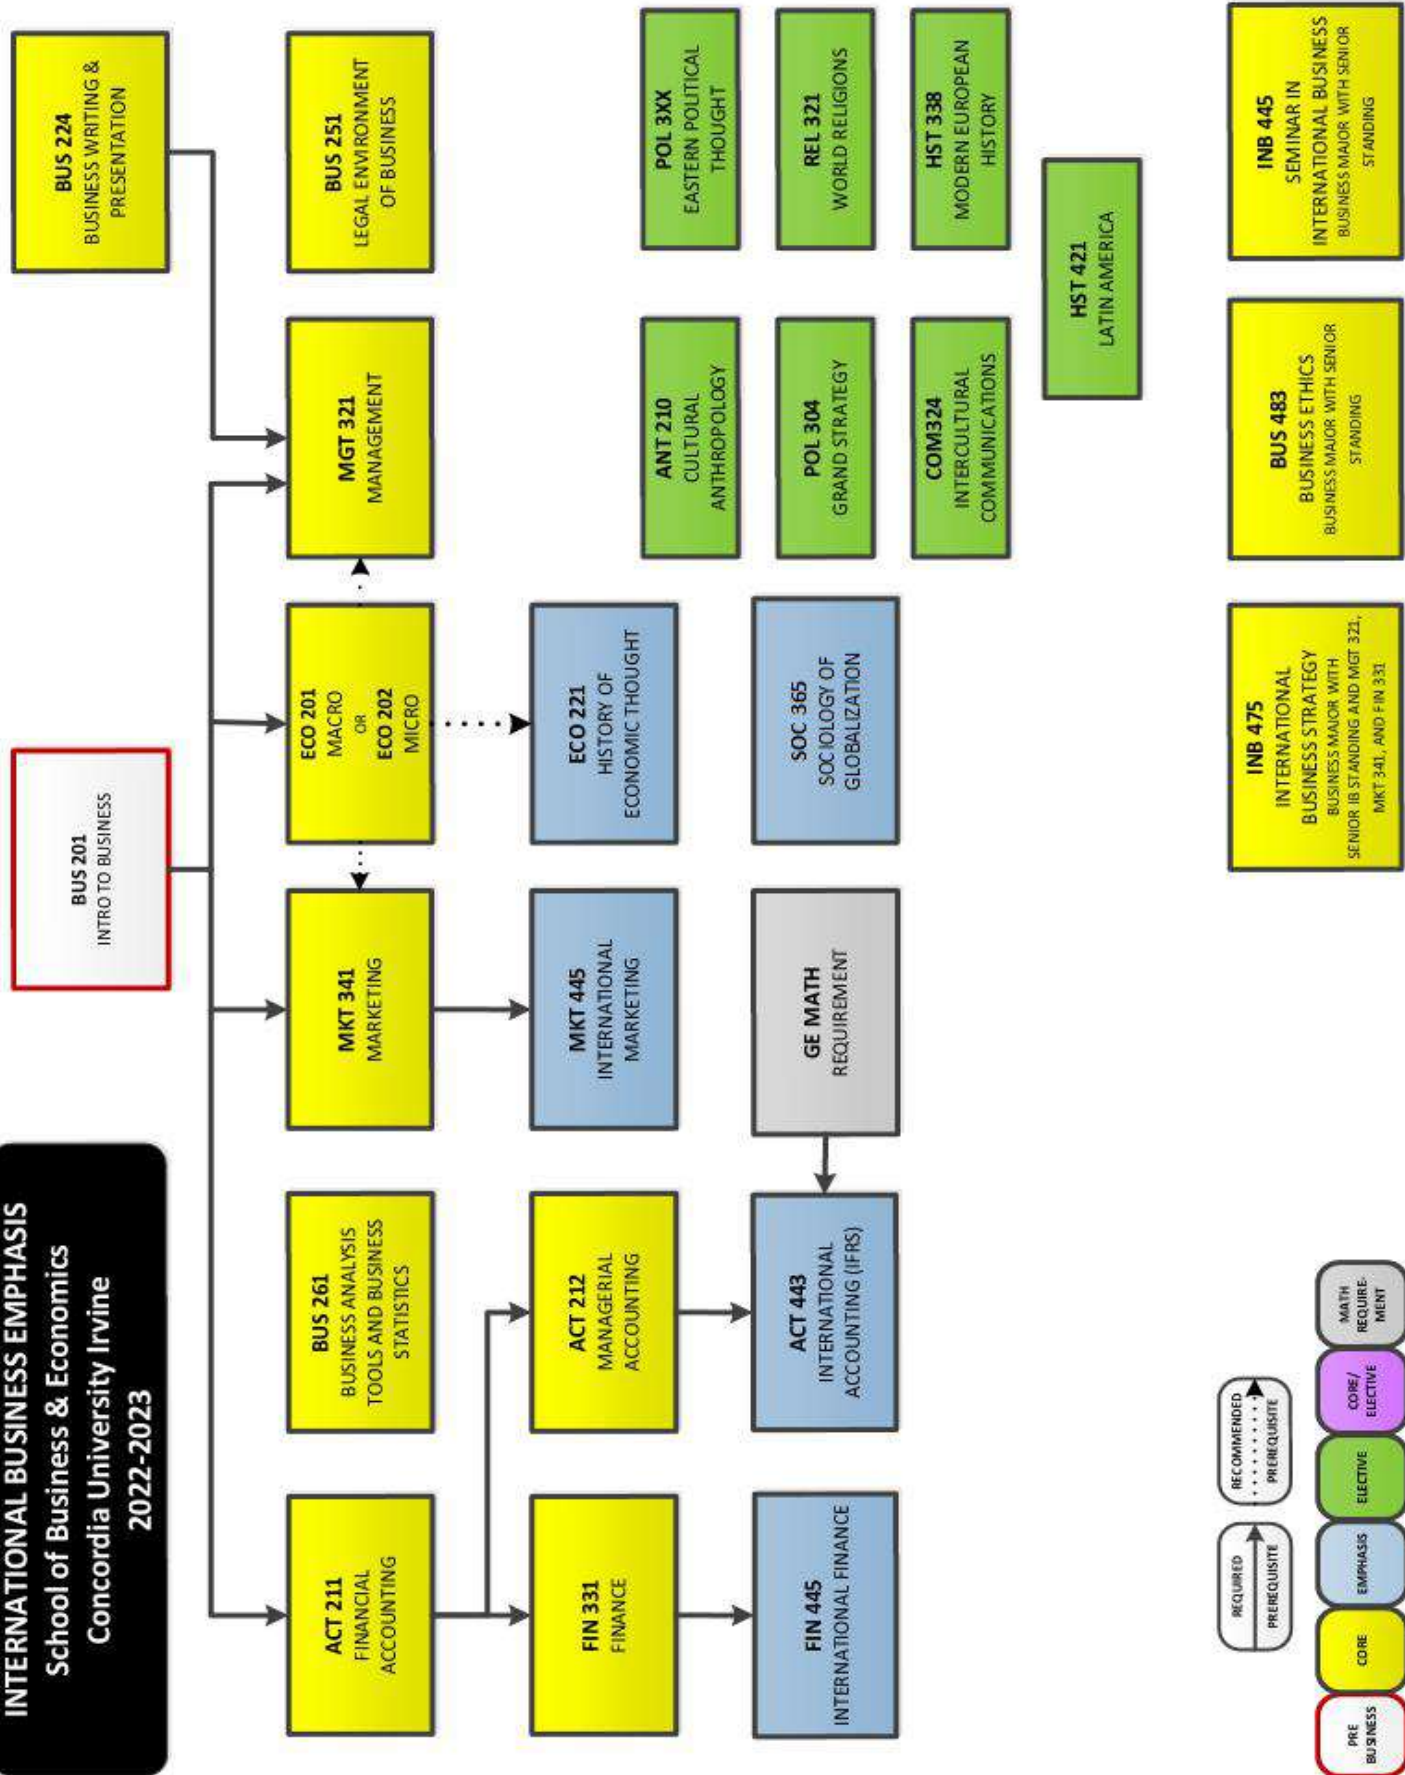 INTERNATIONAL BUSINESS EMPHASIS
School of Business & Economics
Concordia University Irvine
2022-2023
BUS 201
INTRO TO BUSINESS
BUS 224
BUSINESS WRITING &
PRESENTATION
ACT 211
FINANCIAL
ACCOUNTING
BUS 261
BUSINESS ANALYSIS
TOOLS AND BUSINESS
STATISTICS
MKT 341
MARKETING
ECO 201
MACRO
OR
ECO 202
MICRO
MGT 321
MANAGEMENT
BUS 251
LEGAL ENVIRONMENT
OF BUSINESS
FIN 331
FINANCE
ACT 212
MANAGERIAL
ACCOUNTING
MKT 445
INTERNATIONAL
MARKETING
ECO 221
HISTORY OF
ECONOMIC THOUGHT
ANT 210
CULTURAL
ANTHROPOLOGY
POL 3XX
EASTERN POLITICAL
THOUGHT
FIN 445
INTERNATIONAL FINANCE
ACT 443
INTERNATIONAL
ACCOUNTING (IFRS)
GE MATH
REQUIREMENT
SOC 365
SOCIOLOGY OF
GLOBALIZATION
POL 304
GRAND STRATEGY
REL 321
WORLD RELIGIONS
COM324
INTERCULTURAL
COMMUNICATIONS
HST 338
MODERN EUROPEAN
HISTORY
HST 421
LATIN AMERICA
INB 475
INTERNATIONAL
BUSINESS STRATEGY
BUSINESS MAJOR WITH
SENIOR IB STANDING AND MGT 321,
MKT 341, AND FIN 331
BUS 483
BUSINESS ETHICS
BUSINESS MAJOR WITH SENIOR
STANDING
INB 445
SEMINAR IN
INTERNATIONAL BUSINESS
BUSINESS MAJOR WITH SENIOR
STANDING
REQUIRED
PREREQUISITE
RECOMMENDED
PREREQUISITE
PRE
BUSINESS
CORE
EMPHASIS
ELECTIVE
CORE/
ELECTIVE
MATH
REQUIRE-
MENT